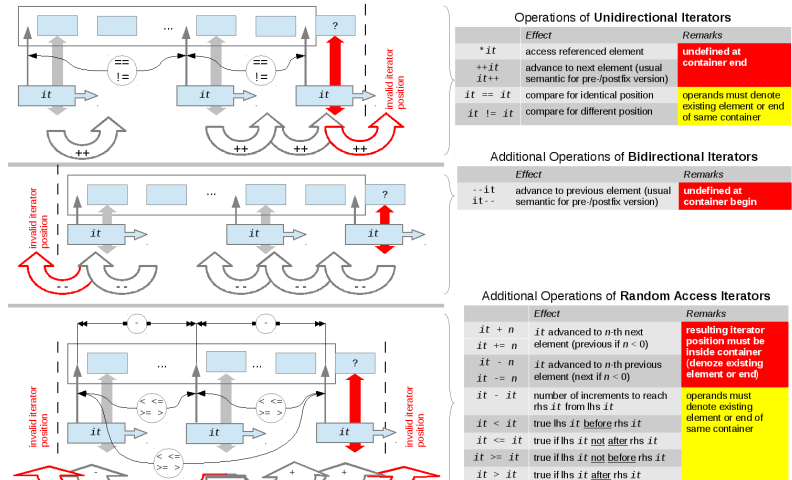 ...
?
==
!=
==
!=
it
it
it
invalid iterator
position
++
++
++
++
Operations of Unidirectional Iterators
Effect Remarks
*it access referenced element undefined at
container end
++it advance to next element (usual
it++ semantic for pre-/postfix version)
it == it compare for identical position operands must denote
existing element or end
it != it compare for different position of same container
invalid iterator
position
...
?
it
it
it
--
--
--
--
--
Additional Operations of Bidirectional Iterators
Effect Remarks
--it advance to previous element (usual undefined at
it-- semantic for pre-/postfix version) container begin
- -
...
...
?
< <=
>= >
< <=
>= >
it
it
it
< <=
>= >
invalid iterator
position
invalid iterator
position
-
+
+
Additional Operations of Random Access Iterators
Effect Remarks
it + n it advanced to n-th next resulting iterator
it += n element (previous if n < 0) position must be
inside container
it - n it advanced to n-th previous (denoze existing
it -= n element (next if n < 0) element or end)
it - it number of increments to reach operands must
rhs it from lhs it denote existing
it < it true lhs it before rhs it element or end of
same container
it <= it true if lhs it not after rhs it
it >= it true if lhs it not before rhs it
it > it true if lhs it after rhs it